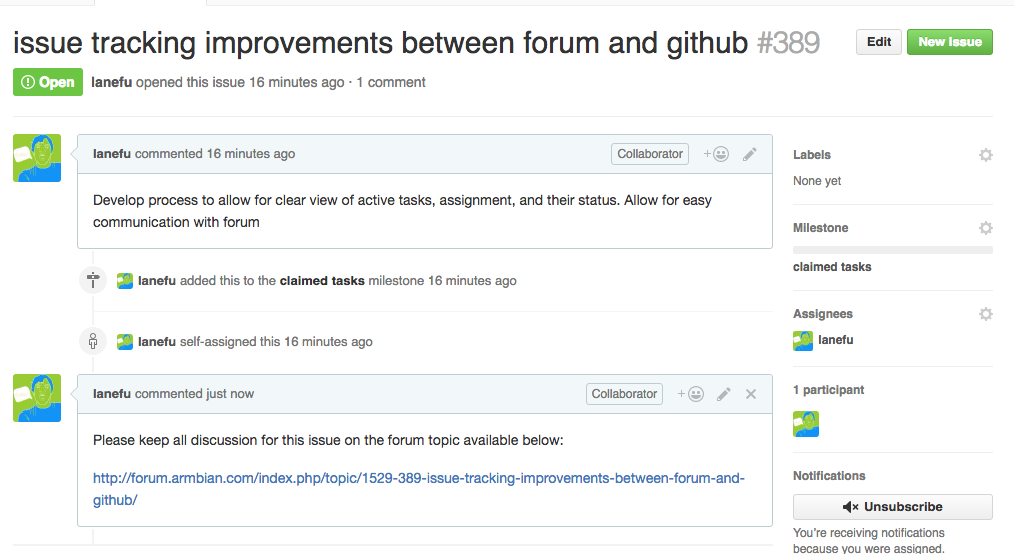 issue tracking improvements between forum and github #389
Edit
New Issue
Open
lanefu opened this issue 16 minutes ago · 1 comment
lanefu commented 16 minutes ago
Collaborator
Develop process to allow for clear view of active tasks, assignment, and their status. Allow for easy
communication with forum
lanefu added this to the claimed tasks milestone 16 minutes ago
lanefu self-assigned this 16 minutes ago
lanefu commented just now
Collaborator
Please keep all discussion for this issue on the forum topic available below:
http://forum.armbian.com/index.php/topic/1529-389-issue-tracking-improvements-between-forum-and-
github/
Labels
None yet
Milestone
claimed tasks
Assignees
lanefu
1 participant
Notifications
Unsubscribe
You're receiving notifications
because you were assigned.